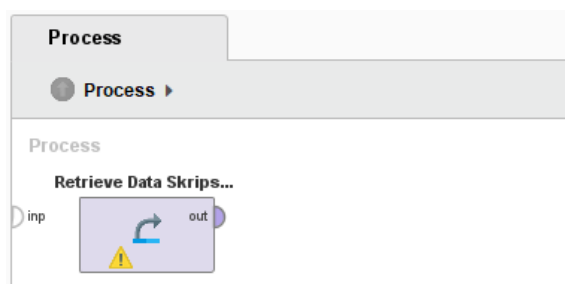 Process
Process
Process
Retrieve Data Skrips...
inp
out